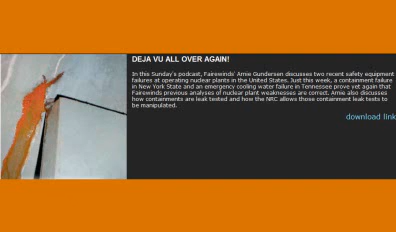 DEJA VU ALL OVER AGAIN!
In this Sunday's podcast, Fairewinds' Arnie Gundersen discusses two recent safety equipment
failures at operating nuclear plants in the United States. Just this week, a containment failure
in New York State and an emergency cooling water failure in Tennessee prove yet again that
Fairewinds previous analyses of nuclear plant weaknesses are correct. Arnie also discusses
how containments are leak tested and how the NRC allows those containment leak tests to
be manipulated.
download link